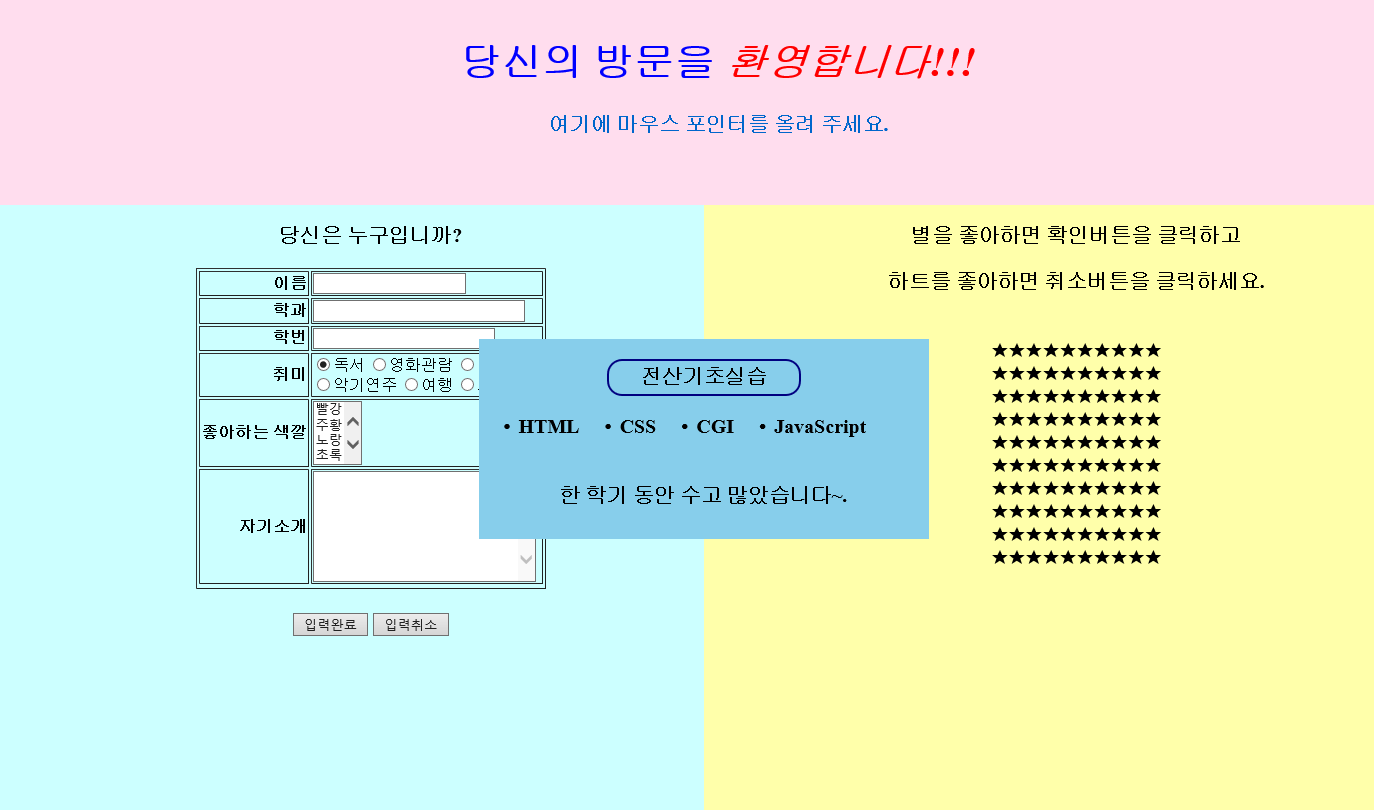 당신의 방문을 환영합니다!!!
여기에 마우스 포인터를 올려 주세요.
당신은 누구입니까?
이름
학과
학번
취미
독서 영화관람
악기연주 여행
좋아하는 색깔
빨강
주황
노랑
초록
자기소개
입력완료 입력취소
전산기초실습
• HTML • CSS • CGI • JavaScript
한 학기 동안 수고 많았습니다~.
별을 좋아하면 확인버튼을 클릭하고
하트를 좋아하면 취소버튼을 클릭하세요.
★★★★★★★★★★
★★★★★★★★★★
★★★★★★★★★★
★★★★★★★★★★
★★★★★★★★★★
★★★★★★★★★★
★★★★★★★★★★
★★★★★★★★★★
★★★★★★★★★★
★★★★★★★★★★